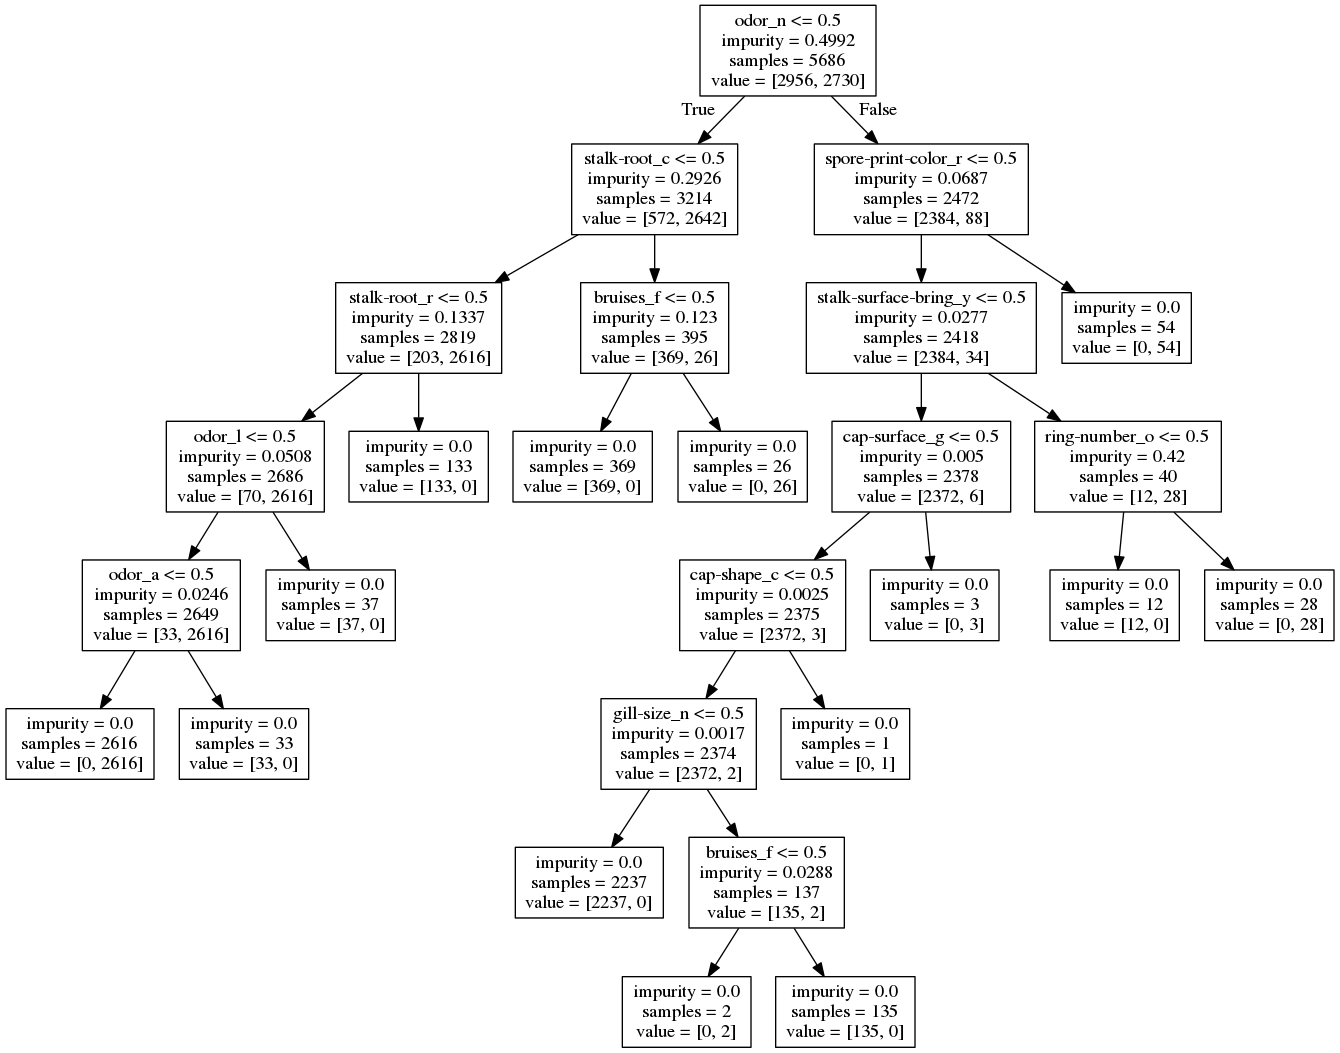 odor_n <= 0.5
impurity = 0.4992
samples = 5686
value = [2956, 2730]
True
False
stalk-root_c <= 0.5
impurity = 0.2926
samples = 3214
value = [572, 2642]
spore-print-color_r <= 0.5
impurity = 0.0687
samples = 2472
value = [2384, 88]
stalk-root_r <= 0.5
impurity = 0.1337
samples = 2819
value = [203, 2616]
bruises_f <= 0.5
impurity = 0.123
samples = 395
value = [369, 26]
stalk-surface-bring_y <= 0.5
impurity = 0.0277
samples = 2418
value = [2384, 34]
impurity = 0.0
samples = 54
value = [0, 54]
odor_l <= 0.5
impurity = 0.0508
samples = 2686
value = [70, 2616]
impurity = 0.0
samples = 133
value = [133, 0]
impurity = 0.0
samples = 369
value = [369, 0]
impurity = 0.0
samples = 26
value = [0, 26]
cap-surface_g <= 0.5
impurity = 0.005
samples = 2378
value = [2372, 6]
ring-number_o <= 0.5
impurity = 0.42
samples = 40
value = [12, 28]
odor_a <= 0.5
impurity = 0.0246
samples = 2649
value = [33, 2616]
impurity = 0.0
samples = 37
value = [37, 0]
cap-shape_c <= 0.5
impurity = 0.0025
samples = 2375
value = [2372, 3]
impurity = 0.0
samples = 3
value = [0, 3]
impurity = 0.0
samples = 12
value = [12, 0]
impurity = 0.0
samples = 28
value = [0, 28]
impurity = 0.0
samples = 2616
value = [0, 2616]
impurity = 0.0
samples = 33
value = [33, 0]
gill-size_n <= 0.5
impurity = 0.0017
samples = 2374
value = [2372, 2]
impurity = 0.0
samples = 1
value = [0, 1]
impurity = 0.0
samples = 2237
value = [2237, 0]
bruises_f <= 0.5
impurity = 0.0288
samples = 137
value = [135, 2]
impurity = 0.0
samples = 2
value = [0, 2]
impurity = 0.0
samples = 135
value = [135, 0]